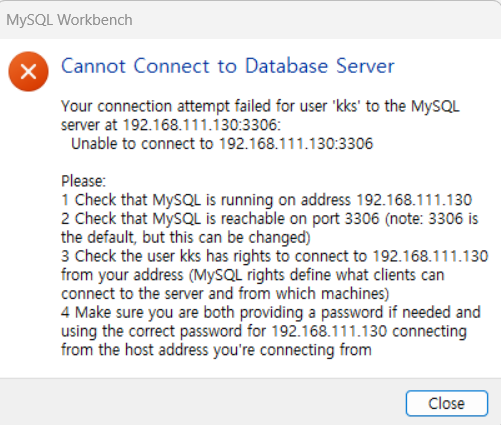 MySQL Workbench
Cannot Connect to Database Server
Your connection attempt failed for user 'kks' to the MySQL
server at 192.168.111.130:3306:
Unable to connect to 192.168.111.130:3306
Please:
1 Check that MySQL is running on address 192.168.111.130
2 Check that MySQL is reachable on port 3306 (note: 3306 is
the default, but this can be changed)
3 Check the user kks has rights to connect to 192.168.111.130
from your address (MySQL rights define what clients can
connect to the server and from which machines)
4 Make sure you are both providing a password if needed and
using the correct password for 192.168.111.130 connecting
from the host address you're connecting from
Close